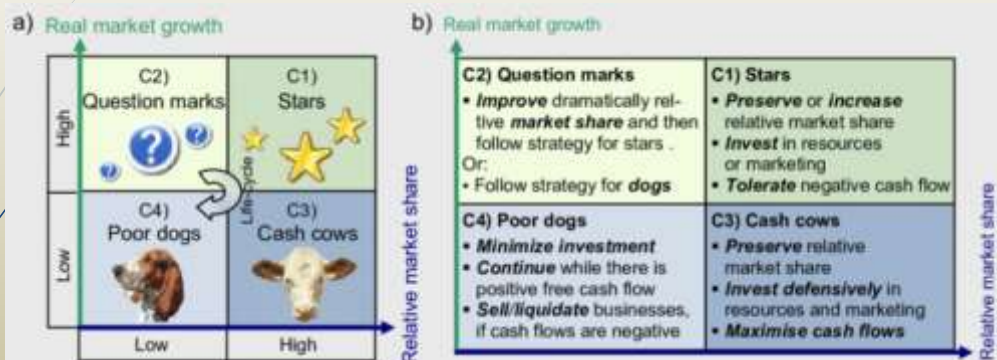 a) Real market growth
High
Low
C2)
Question marks
C1)
Stars
Life-cycle
C4)
Poor dogs
C3)
Cash cows
Low
High
Relative market share
b) Real market growth
C2) Question marks
• Improve dramatically rel-
tive market share and then
follow strategy for stars .
Or:
• Follow strategy for dogs
C1) Stars
• Preserve or increase
relative market share
• Invest in resources
or marketing
• Tolerate negative cash flow
C4) Poor dogs
• Minimize investment
• Continue while there is
positive free cash flow
• Sell/liquidate businesses,
if cash flows are negative
C3) Cash cows
• Preserve relative
market share
• Invest defensively in
resources and marketing
• Maximise cash flows
Relative market share